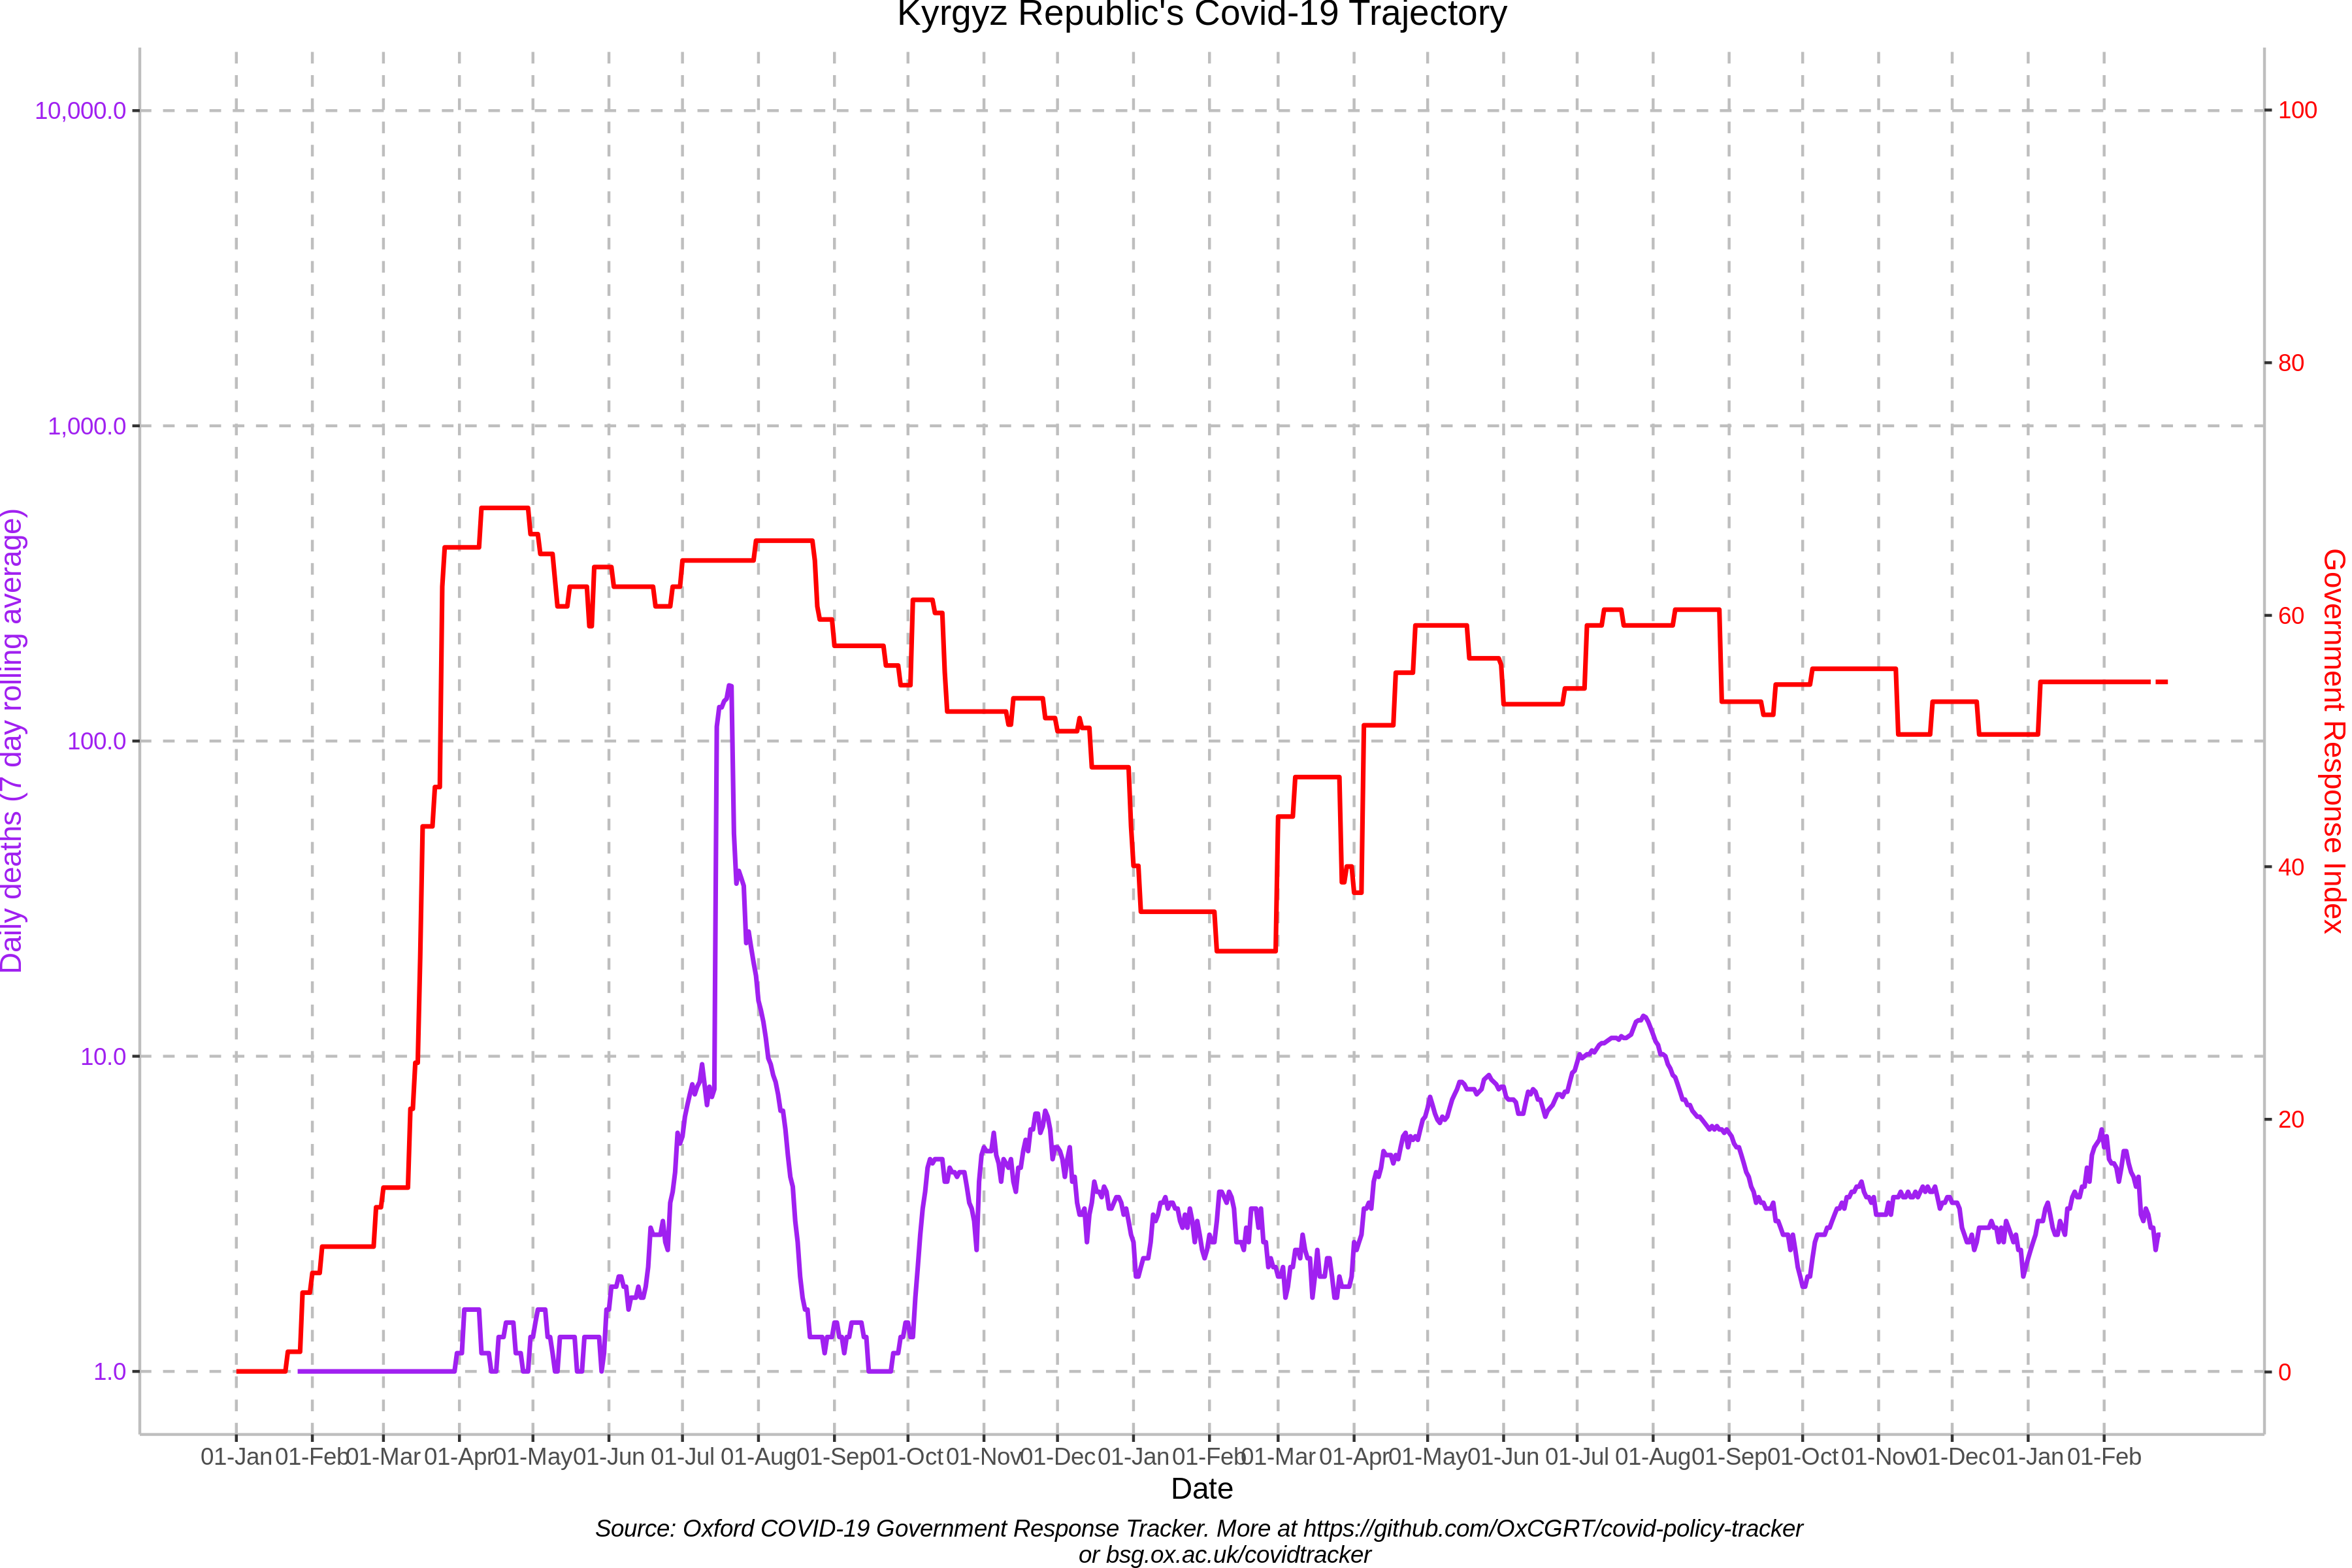 Kyrgyz Republic's Covid-19 Trajectory
10,000.0
1,000.0
100.0
10.0
1.0
Daily deaths (7 day rolling average)
100
80
60
40
20
0
Government Response Index
01-Jan 01-Feb 01-Mar 01-Apr 01-May 01-Jun 01-Jul 01-Aug 01-Sep 01-Oct 01-Nov 01-Dec 01-Jan 01-Feb 01-Mar 01-Apr 01-May 01-Jun 01-Jul 01-Aug 01-Sep 01-Oct 01-Nov 01-Dec 01-Jan 01-Feb
Date
Source: Oxford COVID-19 Government Response Tracker. More at https://github.com/OxCGRT/covid-policy-tracker
or bsg.ox.ac.uk/covidtracker